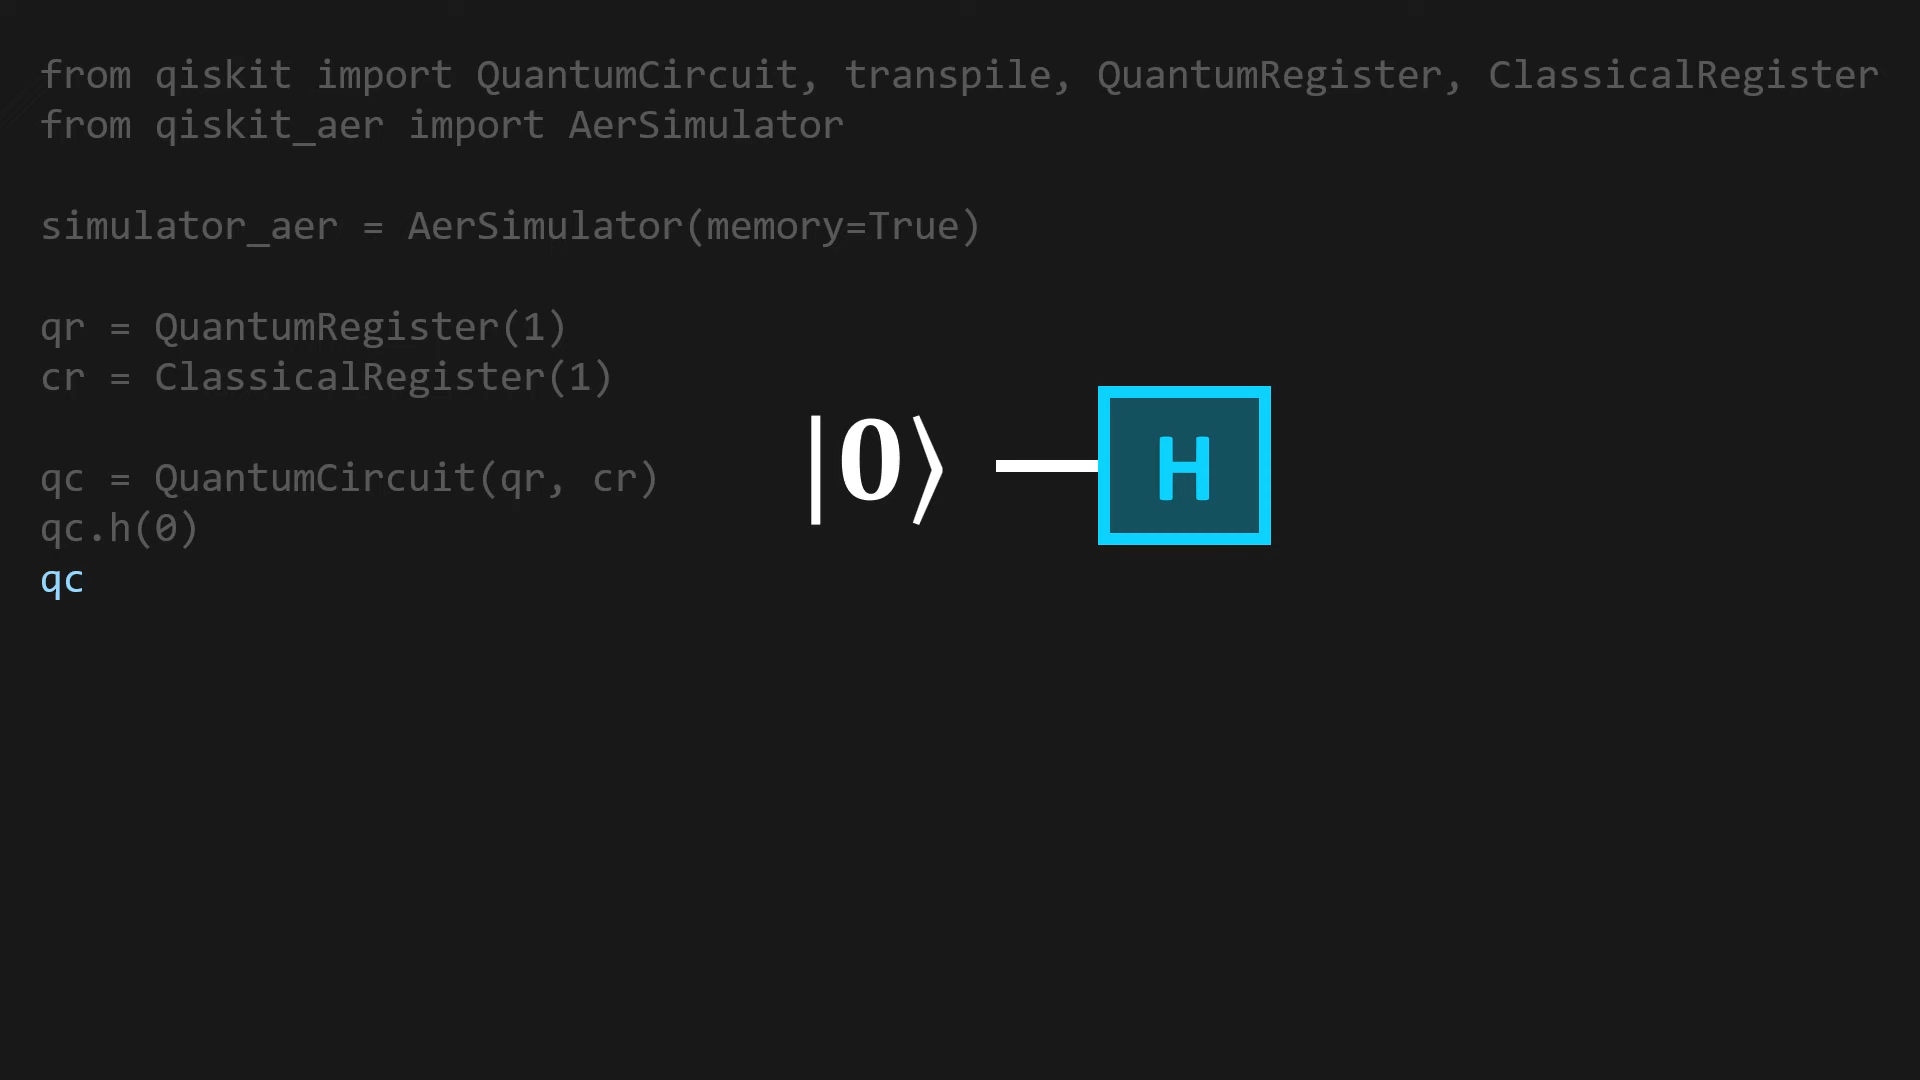 from qiskit import QuantumCircuit, transpile, QuantumRegister, ClassicalRegister
from qiskit_aer import AerSimulator
simulator_aer = AerSimulator(memory=True)
qr = QuantumRegister(1)
cr = ClassicalRegister(1)
qc = QuantumCircuit(qr, cr)
qc.h(0)
qc
|0⟩
H